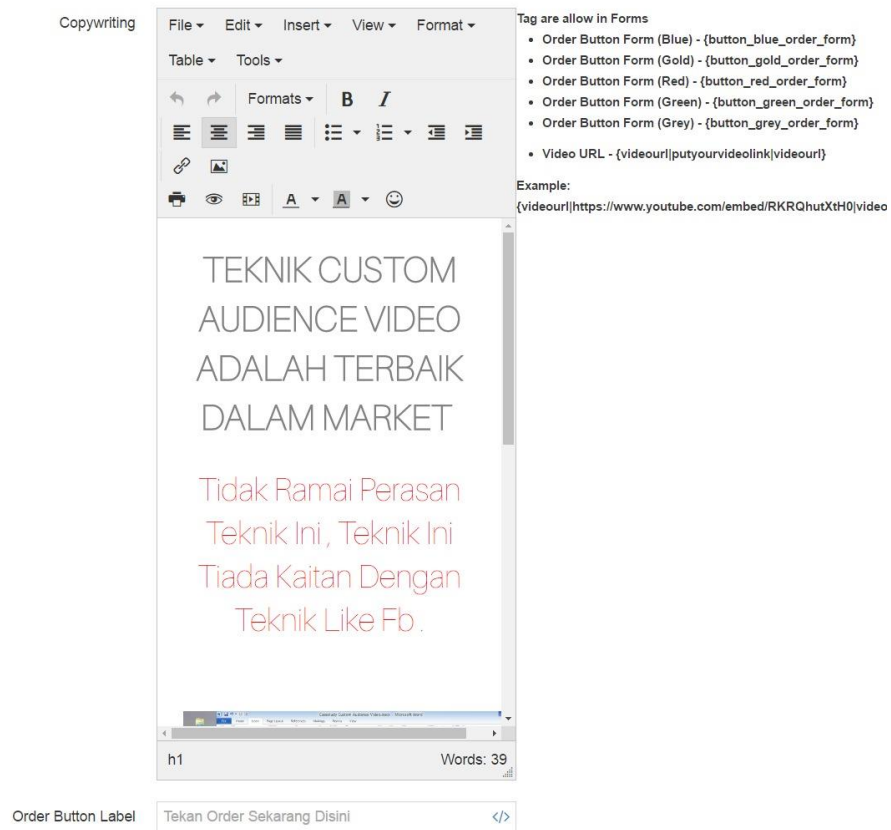 Copywriting
File Edit Insert View Format
Table Tools
Formats B I
A A
TEKNIK CUSTOM
AUDIENCE VIDEO
ADALAH TERBAIK
DALAM MARKET
Tidak Ramai Perasan
Teknik Ini , Teknik Ini
Tiada Kaitan Dengan
Teknik Like Fb .
h1 Words: 39
Order Button Label Tekan Order Sekarang Disini </>
Tag are allow in Forms
• Order Button Form (Blue) - {button_blue_order_form}
• Order Button Form (Gold) - {button_gold_order_form}
• Order Button Form (Red) - {button_red_order_form}
• Order Button Form (Green) - {button_green_order_form}
• Order Button Form (Grey) - {button_grey_order_form}
• Video URL - {videourl|putyourvideolink|videourl}
Example:
{videourl|https://www.youtube.com/embed/RKRQhutXtH0|video